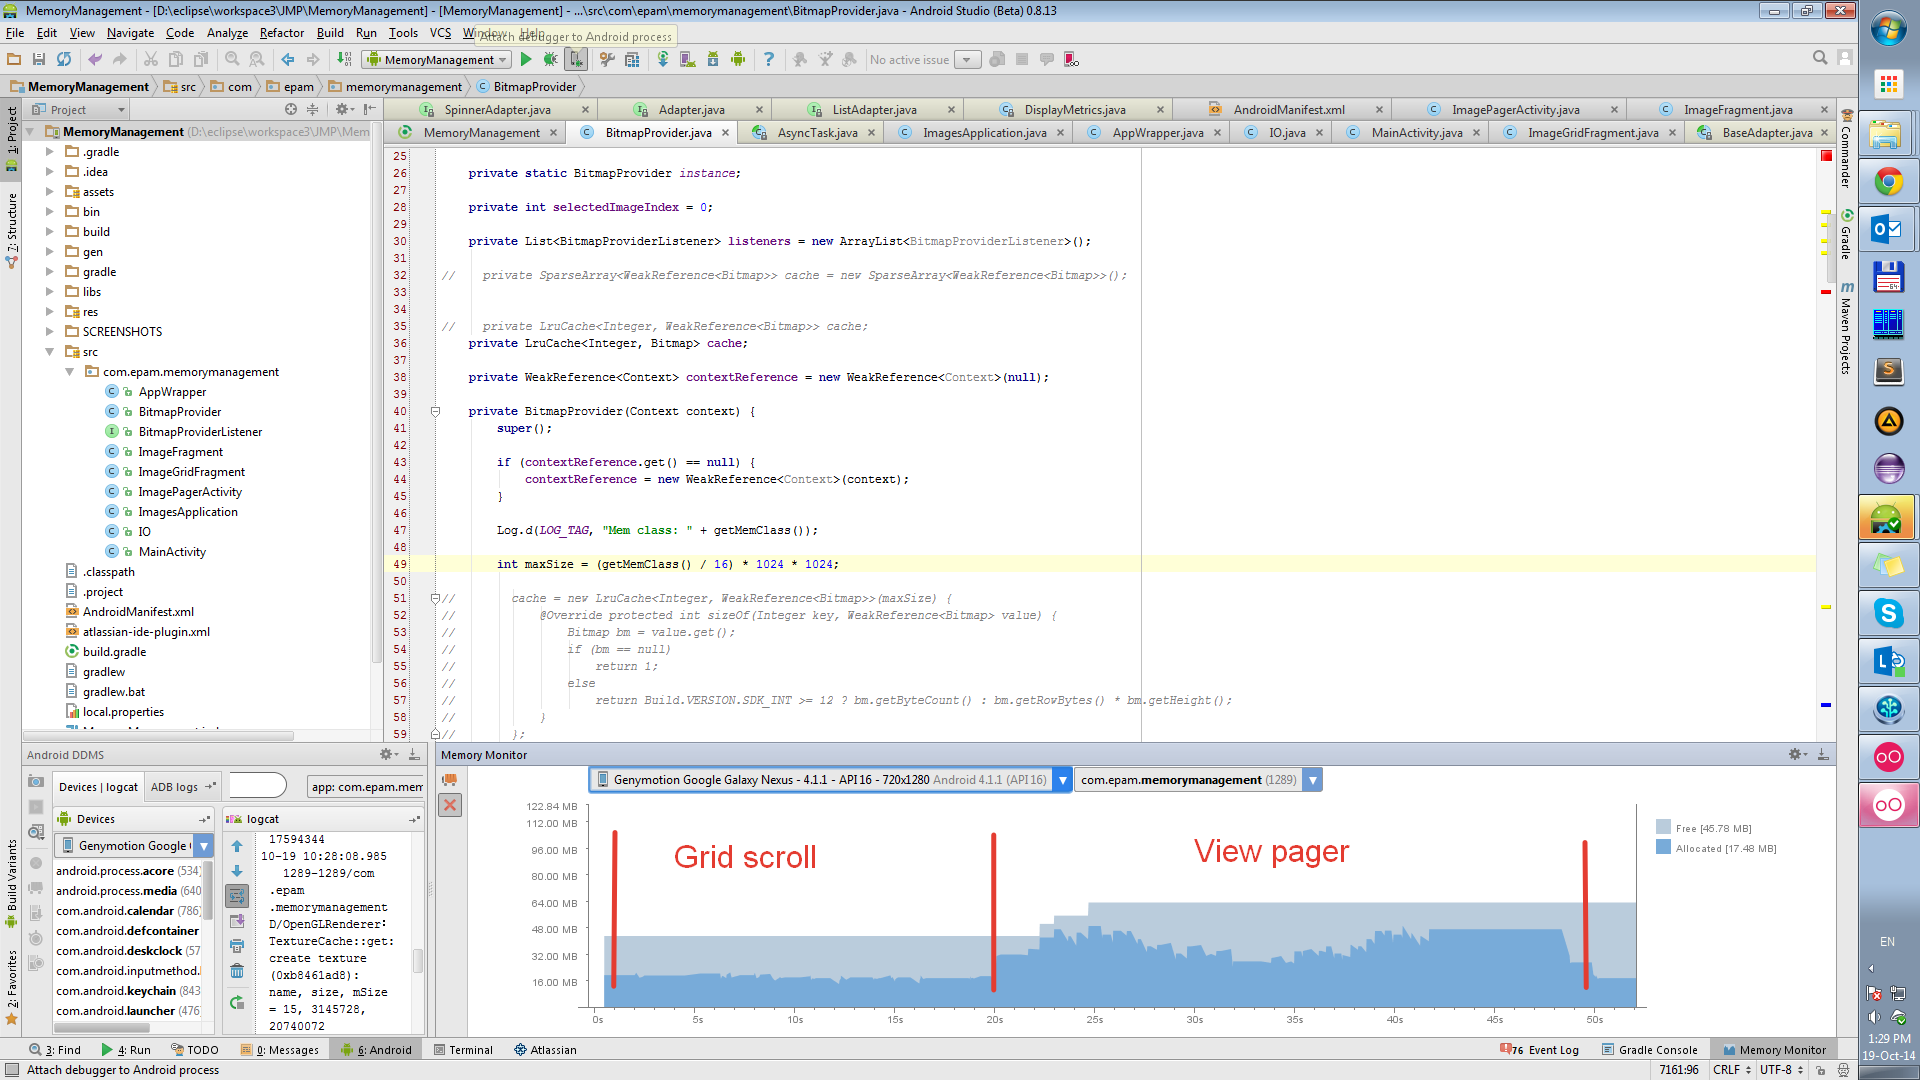 MemoryManagement - [D:\eclipse\workspace3\JMP\MemoryManagement] - [MemoryManagement] - ...\src\com\epam\memorymanagement\BitmapProvider.java - Android Studio (Beta) 0.8.13
File Edit View Navigate Code Analyze Refactor Build Run Tools VCS Window Help
Attach debugger to Android process
MemoryManagement
No active issue
MemoryManagement src com epam memorymanagement BitmapProvider
Project
SpinnerAdapter.java Adapter.java ListAdapter.java DisplayMetrics.java AndroidManifest.xml ImagePagerActivity.java ImageFragment.java
MemoryManagement BitmapProvider.java AsyncTask.java ImagesApplication.java AppWrapper.java IO.java MainActivity.java ImageGridFragment.java BaseAdapter.java
1: Project
7: Structure
Build Variants
2: Favorites
MemoryManagement (D:\eclipse\workspace3\JMP\Mem
.gradle
.idea
assets
bin
build
gen
gradle
libs
res
SCREENSHOTS
src
com.epam.memorymanagement
AppWrapper
BitmapProvider
BitmapProviderListener
ImageFragment
ImageGridFragment
ImagePagerActivity
ImagesApplication
IO
MainActivity
.classpath
.project
AndroidManifest.xml
atlassian-ide-plugin.xml
build.gradle
gradlew
gradlew.bat
local.properties
25
26 private static BitmapProvider instance;
27
28 private int selectedImageIndex = 0;
29
30 private List<BitmapProviderListener> listeners = new ArrayList<BitmapProviderListener>();
31
32 // private SparseArray<WeakReference<Bitmap>> cache = new SparseArray<WeakReference<Bitmap>>();
33
34
35 // private LruCache<Integer, WeakReference<Bitmap>> cache;
36 private LruCache<Integer, Bitmap> cache;
37
38 private WeakReference<Context> contextReference = new WeakReference<Context>(null);
39
40 private BitmapProvider(Context context) {
41 super();
42
43 if (contextReference.get() == null) {
44 contextReference = new WeakReference<Context>(context);
45 }
46
47 Log.d(LOG_TAG, "Mem class: " + getMemClass());
48
49 int maxSize = (getMemClass() / 16) * 1024 * 1024;
50
51 // cache = new LruCache<Integer, WeakReference<Bitmap>>(maxSize) {
52 // @Override protected int sizeOf(Integer key, WeakReference<Bitmap> value) {
53 // Bitmap bm = value.get();
54 // if (bm == null)
55 // return 1;
56 // else
57 // return Build.VERSION.SDK_INT >= 12 ? bm.getByteCount() : bm.getRowBytes() * bm.getHeight();
58 // }
59 // };
Commander
Gradle
m Maven Projects
Android DDMS
Devices | logcat ADB logs app: com.epam.mem
Devices
Genymotion Google
android.process.acore (534)
android.process.media (640
com.android.calendar (786)
com.android.defcontainer
com.android.deskclock (57
com.android.inputmethod.
com.android.keychain (843
com.android.launcher (476)
logcat
17594344
10-19 10:28:08.985
1289-1289/com
.epam
.memorymanagement
D/OpenGLRenderer:
TextureCache::get:
create texture
(0xb8461ad8):
name, size, mSize
= 15, 3145728,
20740072
Memory Monitor
Genymotion Google Galaxy Nexus - 4.1.1 - API 16 - 720x1280 Android 4.1.1 (API 16)
com.epam.memorymanagement (1289)
122.84 MB
112.00 MB
96.00 MB
80.00 MB
64.00 MB
48.00 MB
32.00 MB
16.00 MB
Grid scroll
View pager
Free [45.78 MB]
Allocated [17.48 MB]
0s 5s 10s 15s 20s 25s 30s 35s 40s 45s 50s
3: Find 4: Run TODO 0: Messages 6: Android Terminal Atlassian
76 Event Log Gradle Console Memory Monitor
Attach debugger to Android process
7161:96 CRLF UTF-8
EN
1:29 PM
19-Oct-14